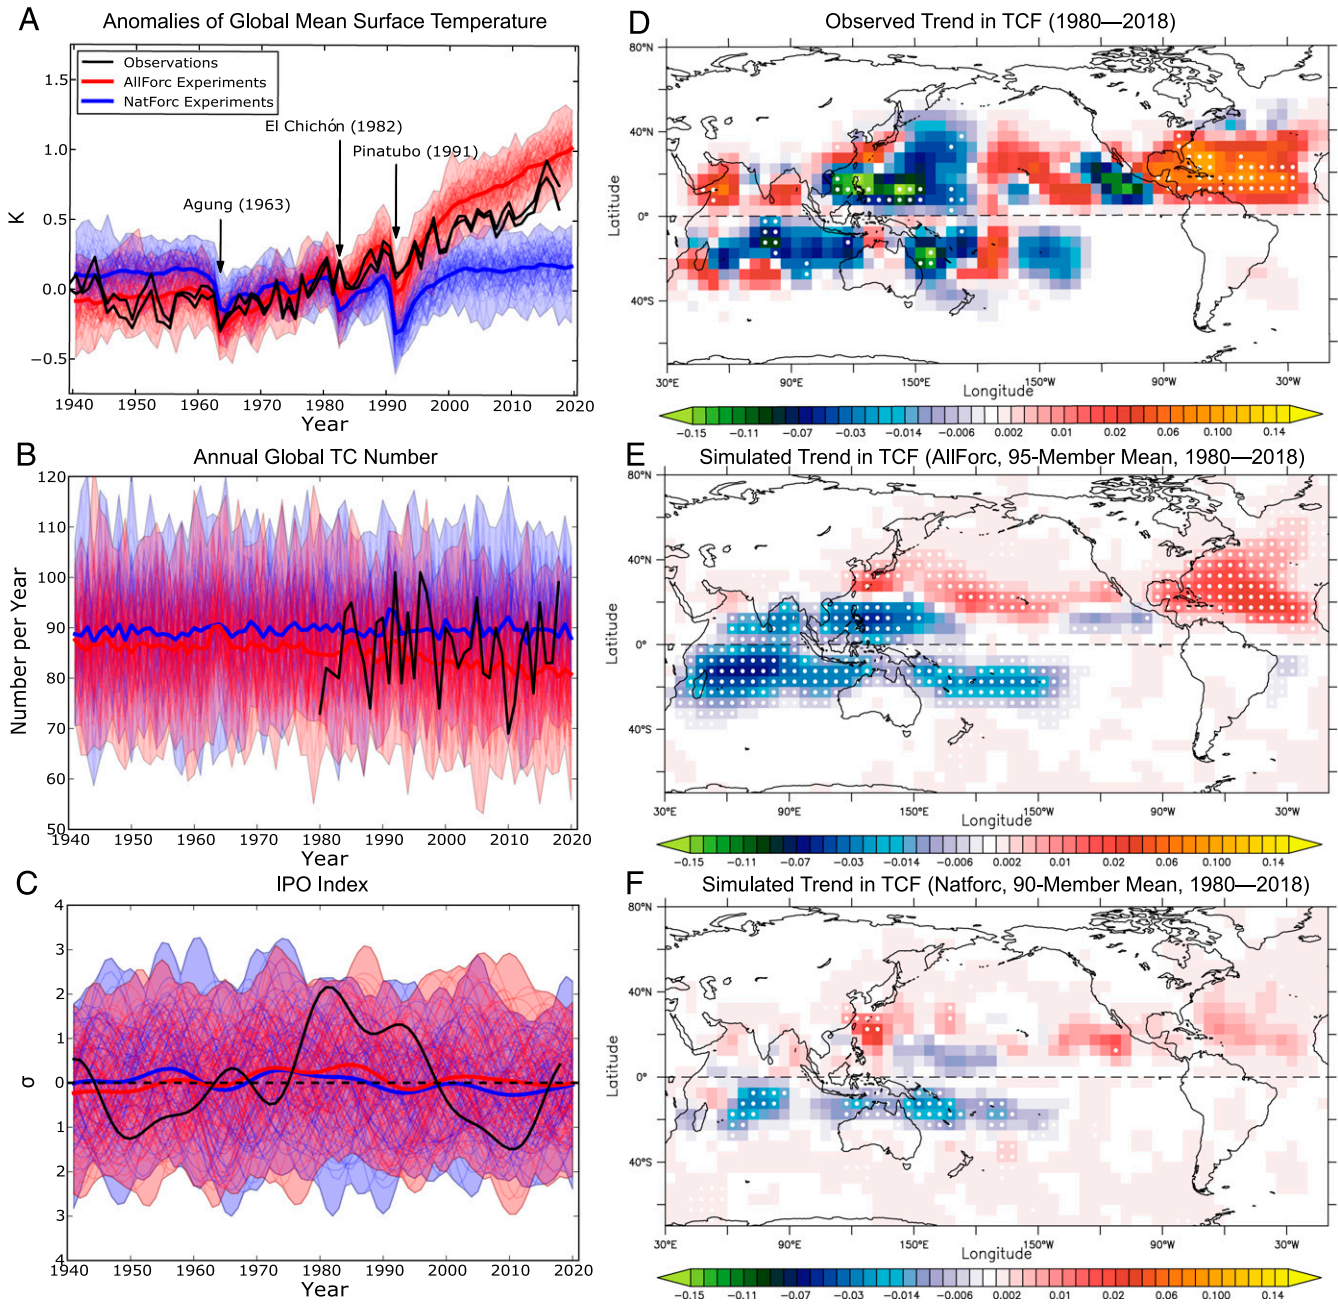 A
Anomalies of Global Mean Surface Temperature
Observations
AllForc Experiments
NatForc Experiments
El Chichón (1982)
Pinatubo (1991)
Agung (1963)
K
1.5
1.0
0.5
0.0
−0.5
1940 1950 1960 1970 1980 1990 2000 2010 2020
Year
B
Annual Global TC Number
Number per Year
120
110
100
90
80
70
60
50
1940 1950 1960 1970 1980 1990 2000 2010 2020
Year
C
IPO Index
σ
4
3
2
1
0
1
2
3
4
1940 1950 1960 1970 1980 1990 2000 2010 2020
Year
D
Observed Trend in TCF (1980—2018)
Latitude
80°N
40°N
0°
40°S
30°E 90°E 150°E 150°W 90°W 30°W
Longitude
−0.15 −0.11 −0.07 −0.03 −0.014 −0.006 0.002 0.01 0.02 0.06 0.100 0.14
E
Simulated Trend in TCF (AllForc, 95-Member Mean, 1980—2018)
Latitude
80°N
40°N
0°
40°S
30°E 90°E 150°E 150°W 90°W 30°W
Longitude
−0.15 −0.11 −0.07 −0.03 −0.014 −0.006 0.002 0.01 0.02 0.06 0.100 0.14
F
Simulated Trend in TCF (Natforc, 90-Member Mean, 1980—2018)
Latitude
80°N
40°N
0°
40°S
30°E 90°E 150°E 150°W 90°W 30°W
Longitude
−0.15 −0.11 −0.07 −0.03 −0.014 −0.006 0.002 0.01 0.02 0.06 0.100 0.14